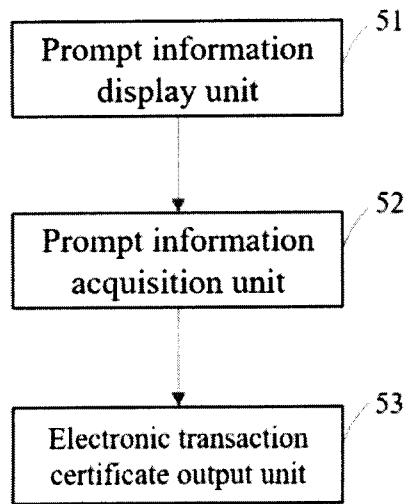 51
Prompt information
display unit
52
Prompt information
acquisition unit
53
Electronic transaction
certificate output unit